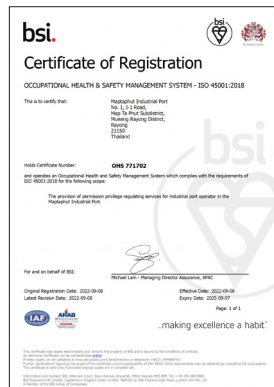 bsi.
bsi.
Certificate of Registration
OCCUPATIONAL HEALTH & SAFETY MANAGEMENT SYSTEM - ISO 45001:2018
This is to certify that:
Maptaphut Industrial Port
No. 1, I-1 Road,
Map Ta Phut Subdistrict,
Mueang Rayong District,
Rayong
21150
Thailand
Holds Certificate Number:
OHS 771702
and operates an Occupational Health and Safety Management System which complies with the requirements of
ISO 45001:2018 for the following scope:
The provision of permission privilege regulating services for industrial port operator in the
Maptaphut Industrial Port.
For and on behalf of BSI:
Michael Lam - Managing Director Assurance, APAC
Original Registration Date: 2022-09-08
Effective Date: 2022-09-08
Latest Revision Date: 2022-09-08
Expiry Date: 2025-09-07
Page: 1 of 1
IAF
ANAB
...making excellence a habit.